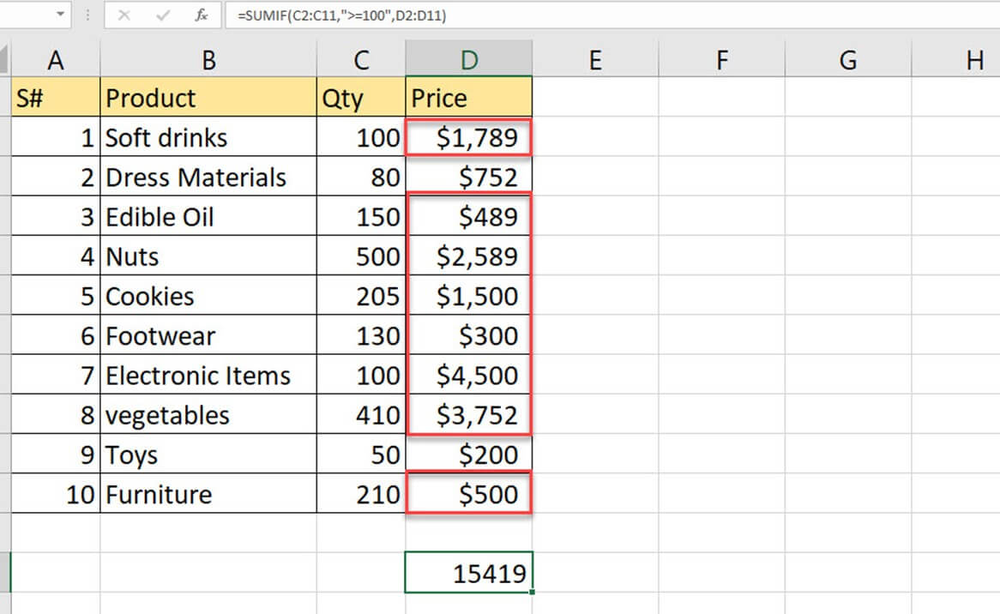 fx =SUMIF(C2:C11,">=100",D2:D11)
A B C D E F G H
S# Product Qty Price
1 Soft drinks 100 $1,789
2 Dress Materials 80 $752
3 Edible Oil 150 $489
4 Nuts 500 $2,589
5 Cookies 205 $1,500
6 Footwear 130 $300
7 Electronic Items 100 $4,500
8 vegetables 410 $3,752
9 Toys 50 $200
10 Furniture 210 $500
15419